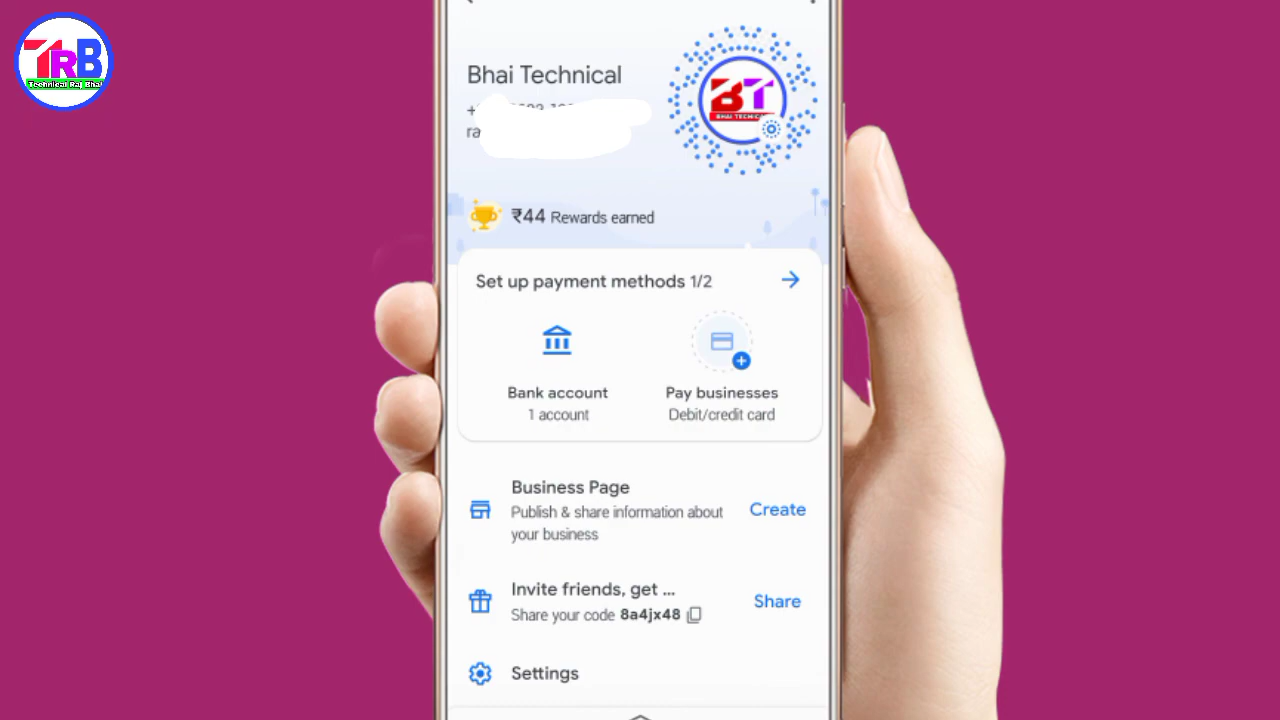 TRB
Technical Raj Bhai
Bhai Technical
BT
BHAI TECHNICAL
ra
₹44 Rewards earned
Set up payment methods 1/2
Bank account
1 account
Pay businesses
Debit/credit card
Business Page
Publish & share information about
your business
Create
Invite friends, get ...
Share your code 8a4jx48
Share
Settings